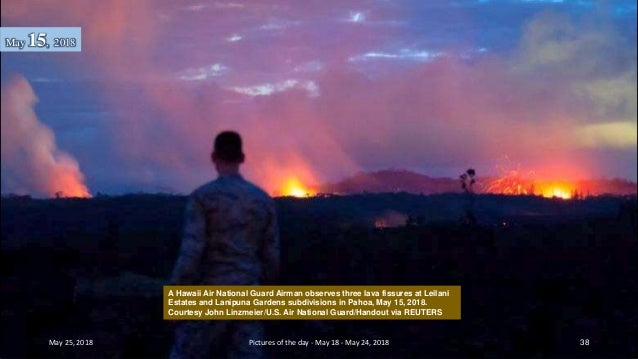 May 15, 2018
A Hawaii Air National Guard Airman observes three lava fissures at Leilani
Estates and Lanipuna Gardens subdivisions in Pahoa, May 15, 2018.
Courtesy John Linzmeier/U.S. Air National Guard/Handout via REUTERS
May 25, 2018
Pictures of the day - May 18 - May 24, 2018
38